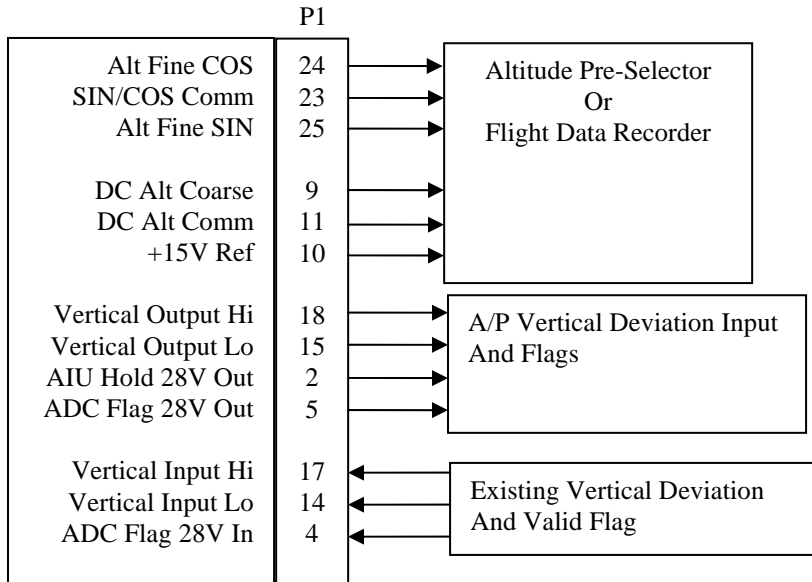 P1
Alt Fine COS 24
SIN/COS Comm 23
Alt Fine SIN 25
DC Alt Coarse 9
DC Alt Comm 11
+15V Ref 10
Altitude Pre-Selector
Or
Flight Data Recorder
Vertical Output Hi 18
Vertical Output Lo 15
AIU Hold 28V Out 2
ADC Flag 28V Out 5
A/P Vertical Deviation Input
And Flags
Vertical Input Hi 17
Vertical Input Lo 14
ADC Flag 28V In 4
Existing Vertical Deviation
And Valid Flag